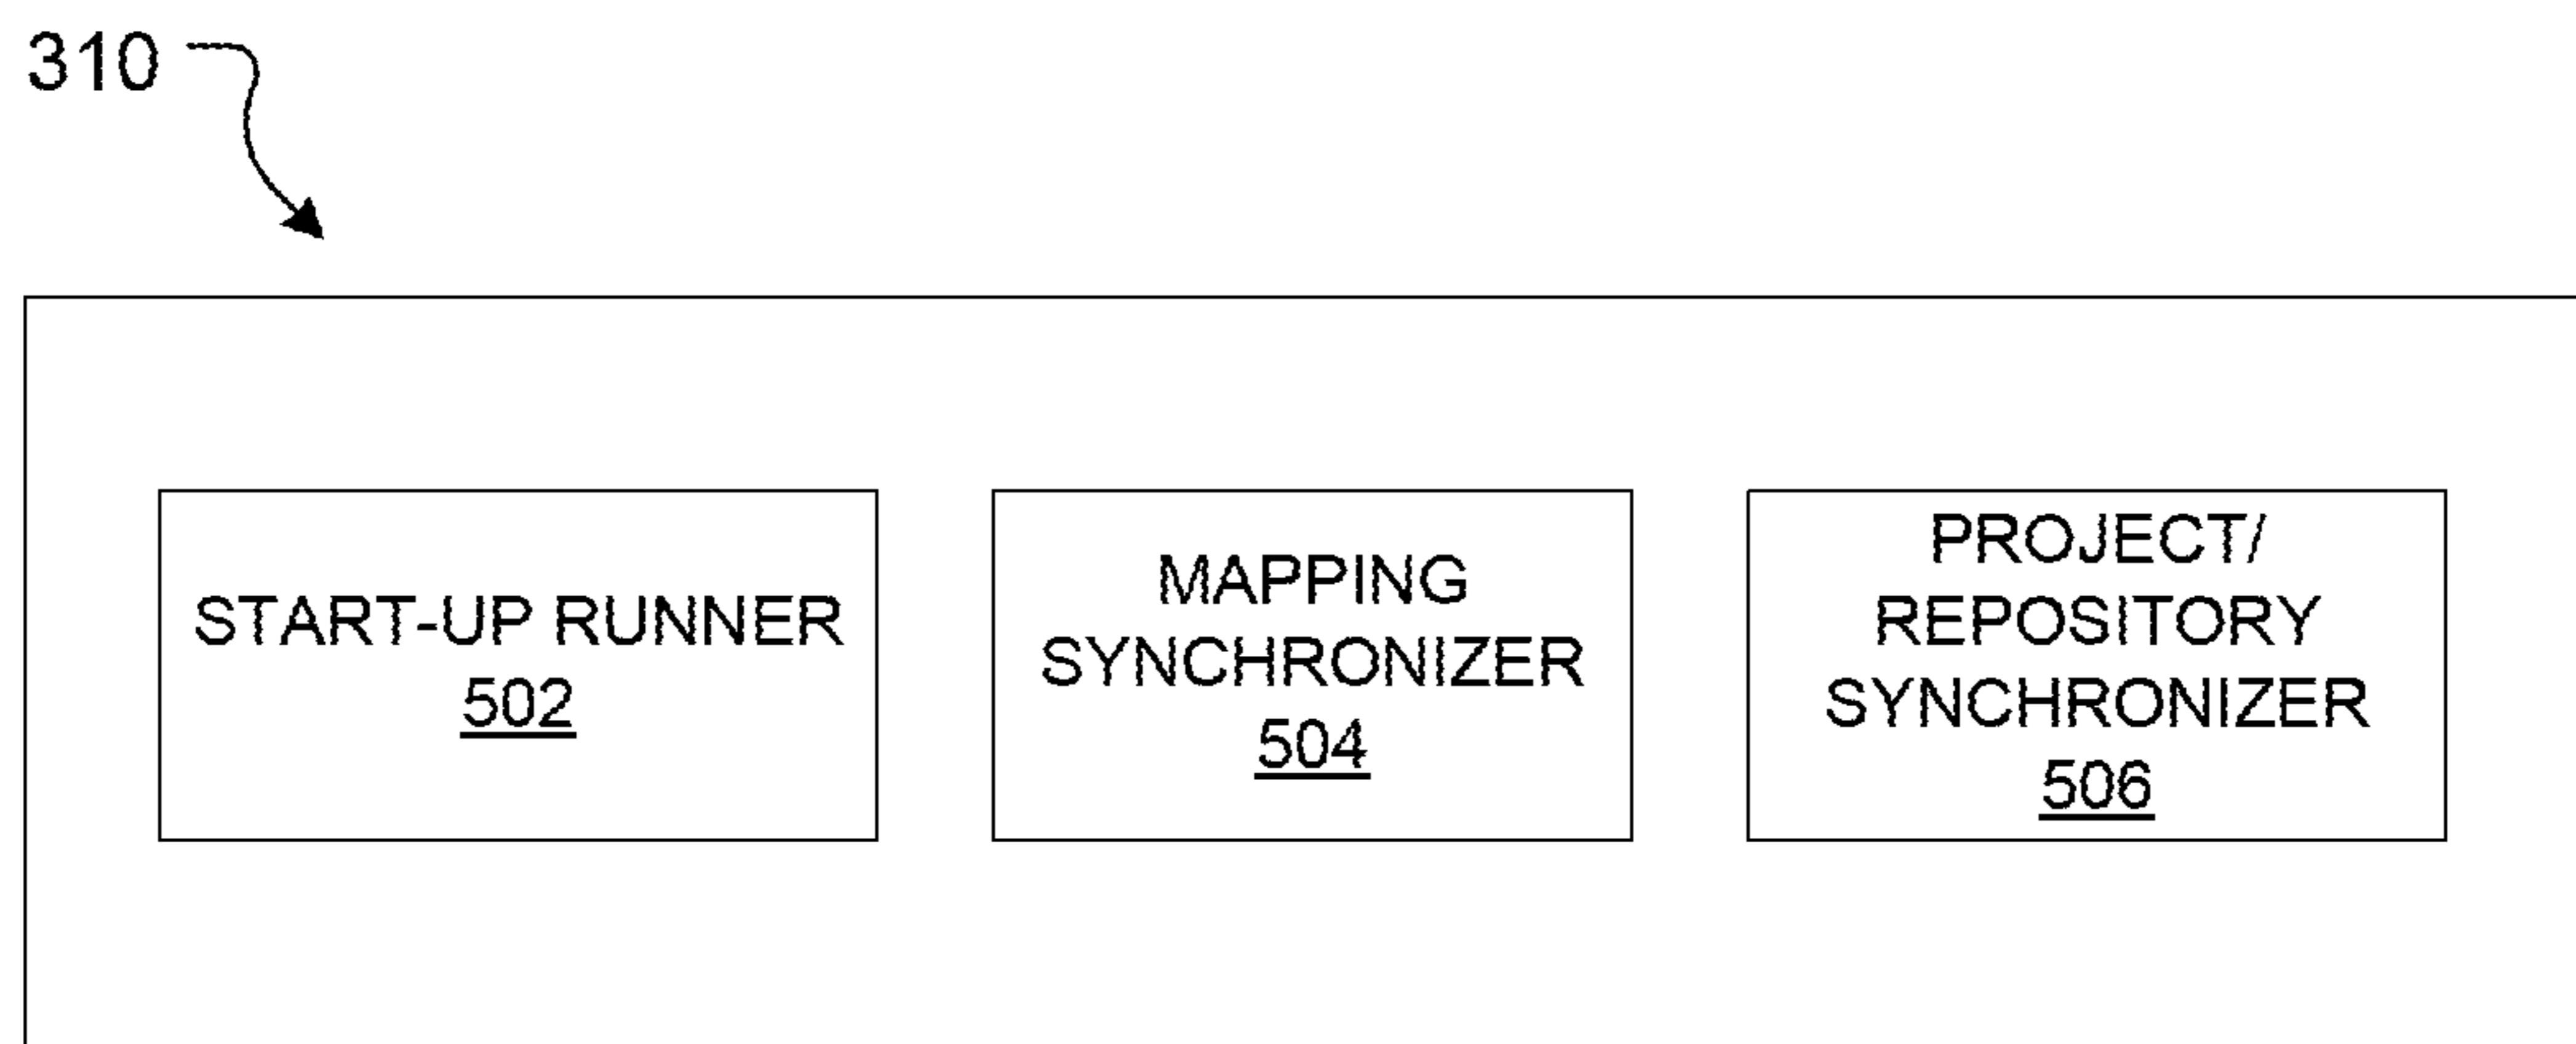 310
START-UP RUNNER
502
MAPPING
SYNCHRONIZER
504
PROJECT/
REPOSITORY
SYNCHRONIZER
506